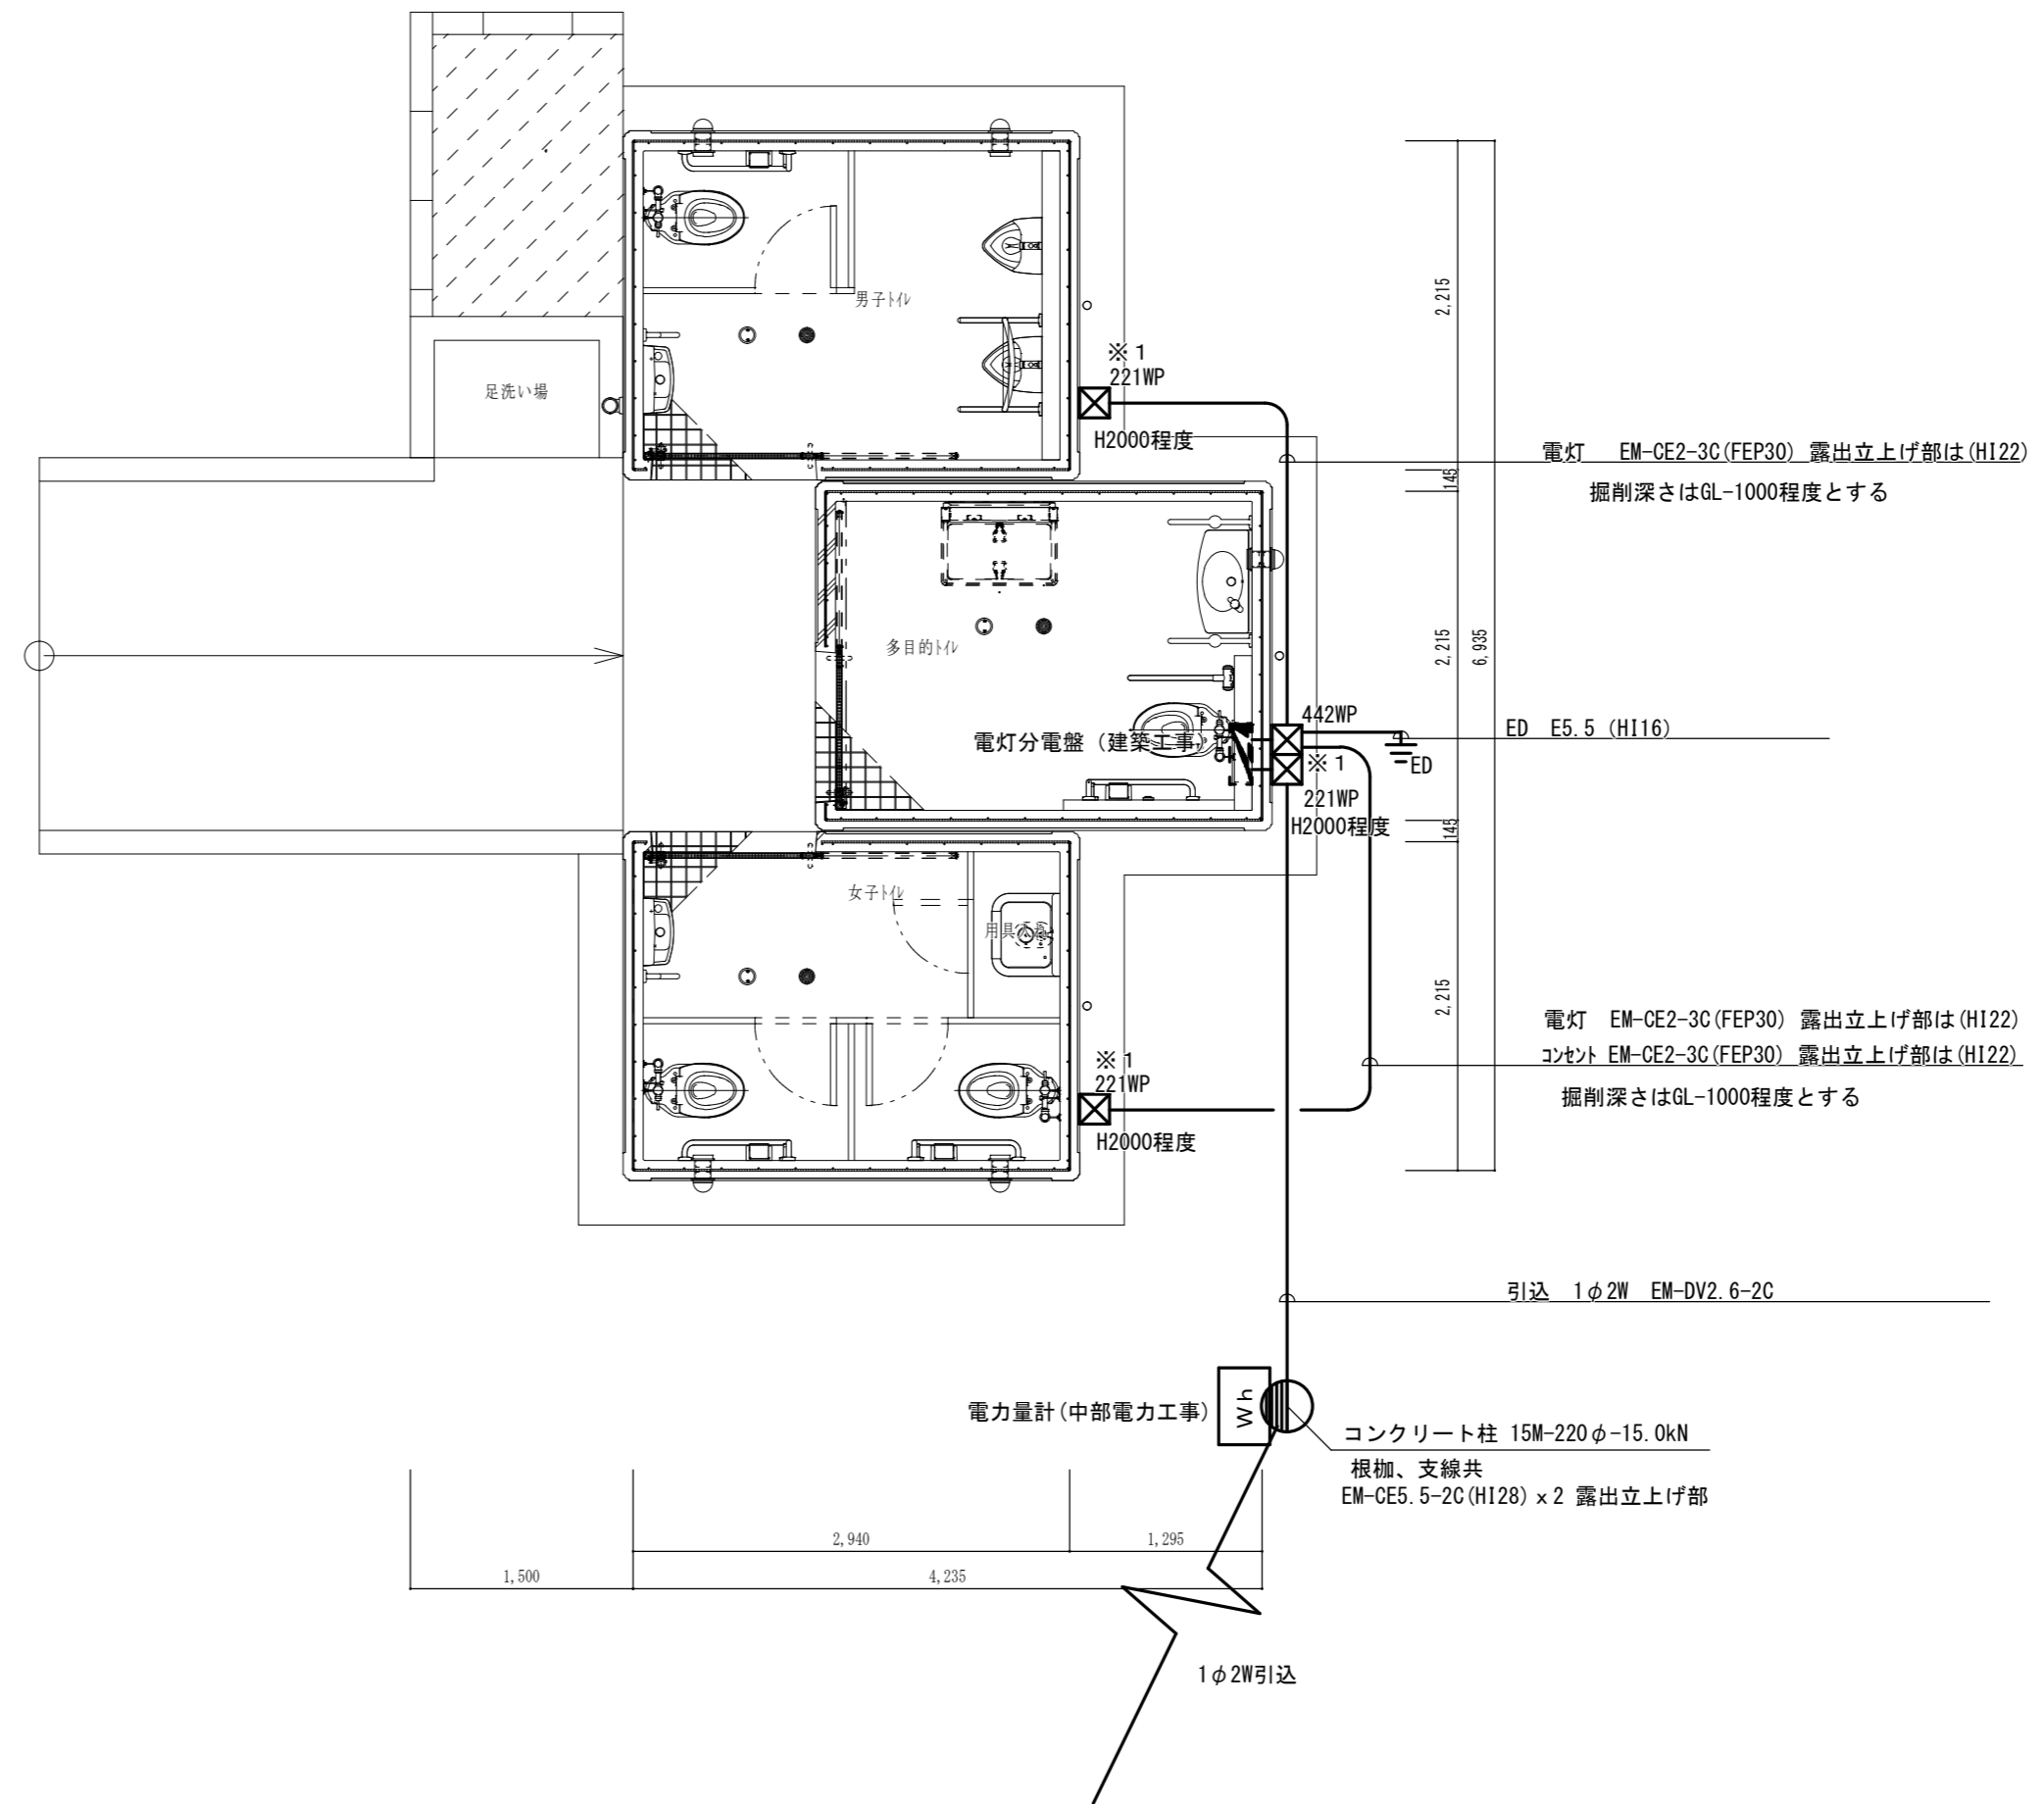 男子ﾄｲﾚ
足洗い場
※１
221WP
H2000程度
2,215
電灯 EM-CE2-3C(FEP30) 露出立上げ部は(HI22)
145
掘削深さはGL-1000程度とする
多目的ﾄｲﾚ
2,215
6,935
442WP
電灯分電盤（建築工事）
ED E5.5 (HI16)
ED
※１
221WP
H2000程度
145
女子ﾄｲﾚ
2,215
電灯 EM-CE2-3C(FEP30) 露出立上げ部は(HI22)
ｺﾝｾﾝﾄ EM-CE2-3C(FEP30) 露出立上げ部は(HI22)
掘削深さはGL-1000程度とする
※１
221WP
H2000程度
引込 1φ2W EM-DV2.6-2C
Wh
電力量計(中部電力工事)
コンクリート柱 15M-220φ-15.0kN
根枷、支線共
EM-CE5.5-2C(HI28)ｘ2 露出立上げ部
2,940
1,295
1,500
4,235
1φ2W引込